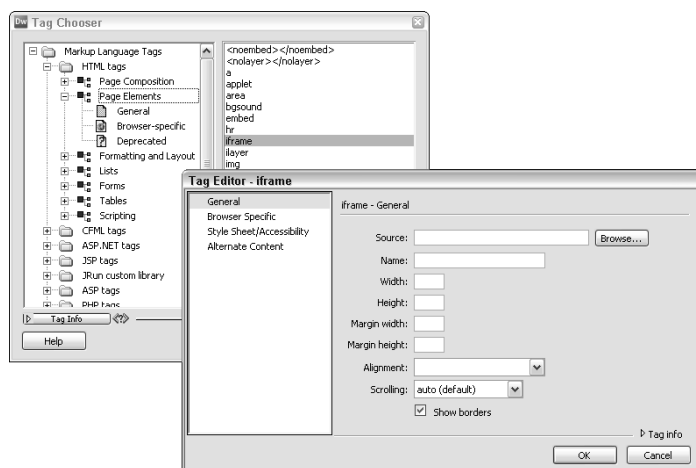 Dw Tag Chooser
Markup Language Tags
HTML tags
Page Composition
Page Elements
General
Browser-specific
Deprecated
Formatting and Layout
Lists
Forms
Tables
Scripting
CFML tags
ASP.NET tags
JSP tags
JRun custom library
ASP tags
PHP tags
<noembed></noembed>
<nolayer></nolayer>
a
applet
area
bgsound
embed
hr
iframe
ilayer
img
Tag Info
Help
Tag Editor - iframe
General
Browser Specific
Style Sheet/Accessibility
Alternate Content
iframe - General
Source:
Browse...
Name:
Width:
Height:
Margin width:
Margin height:
Alignment:
Scrolling: auto (default)
Show borders
Tag info
OK
Cancel